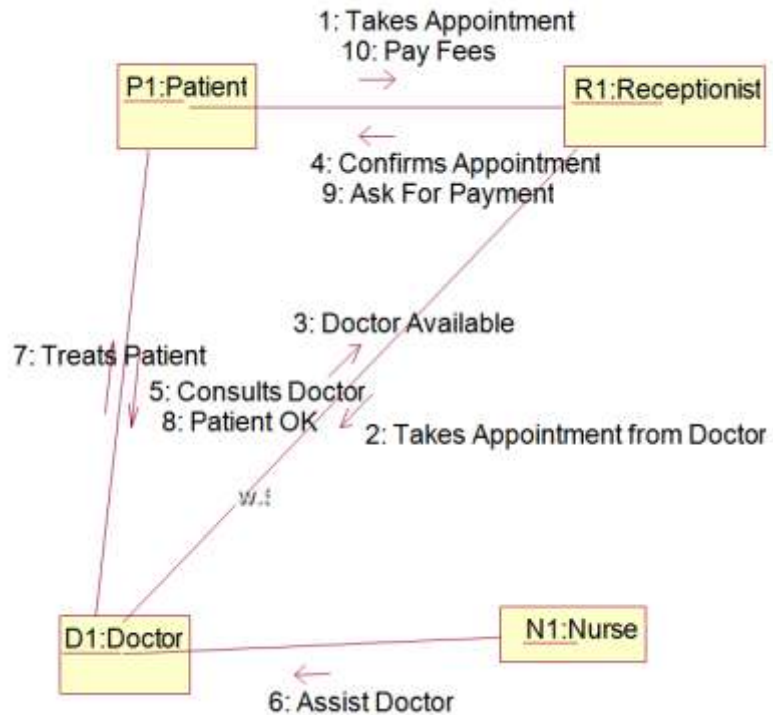 1: Takes Appointment
10: Pay Fees
P1:Patient
R1:Receptionist
4: Confirms Appointment
9: Ask For Payment
3: Doctor Available
7: Treats Patient
5: Consults Doctor
8: Patient OK
2: Takes Appointment from Doctor
D1:Doctor
N1:Nurse
6: Assist Doctor